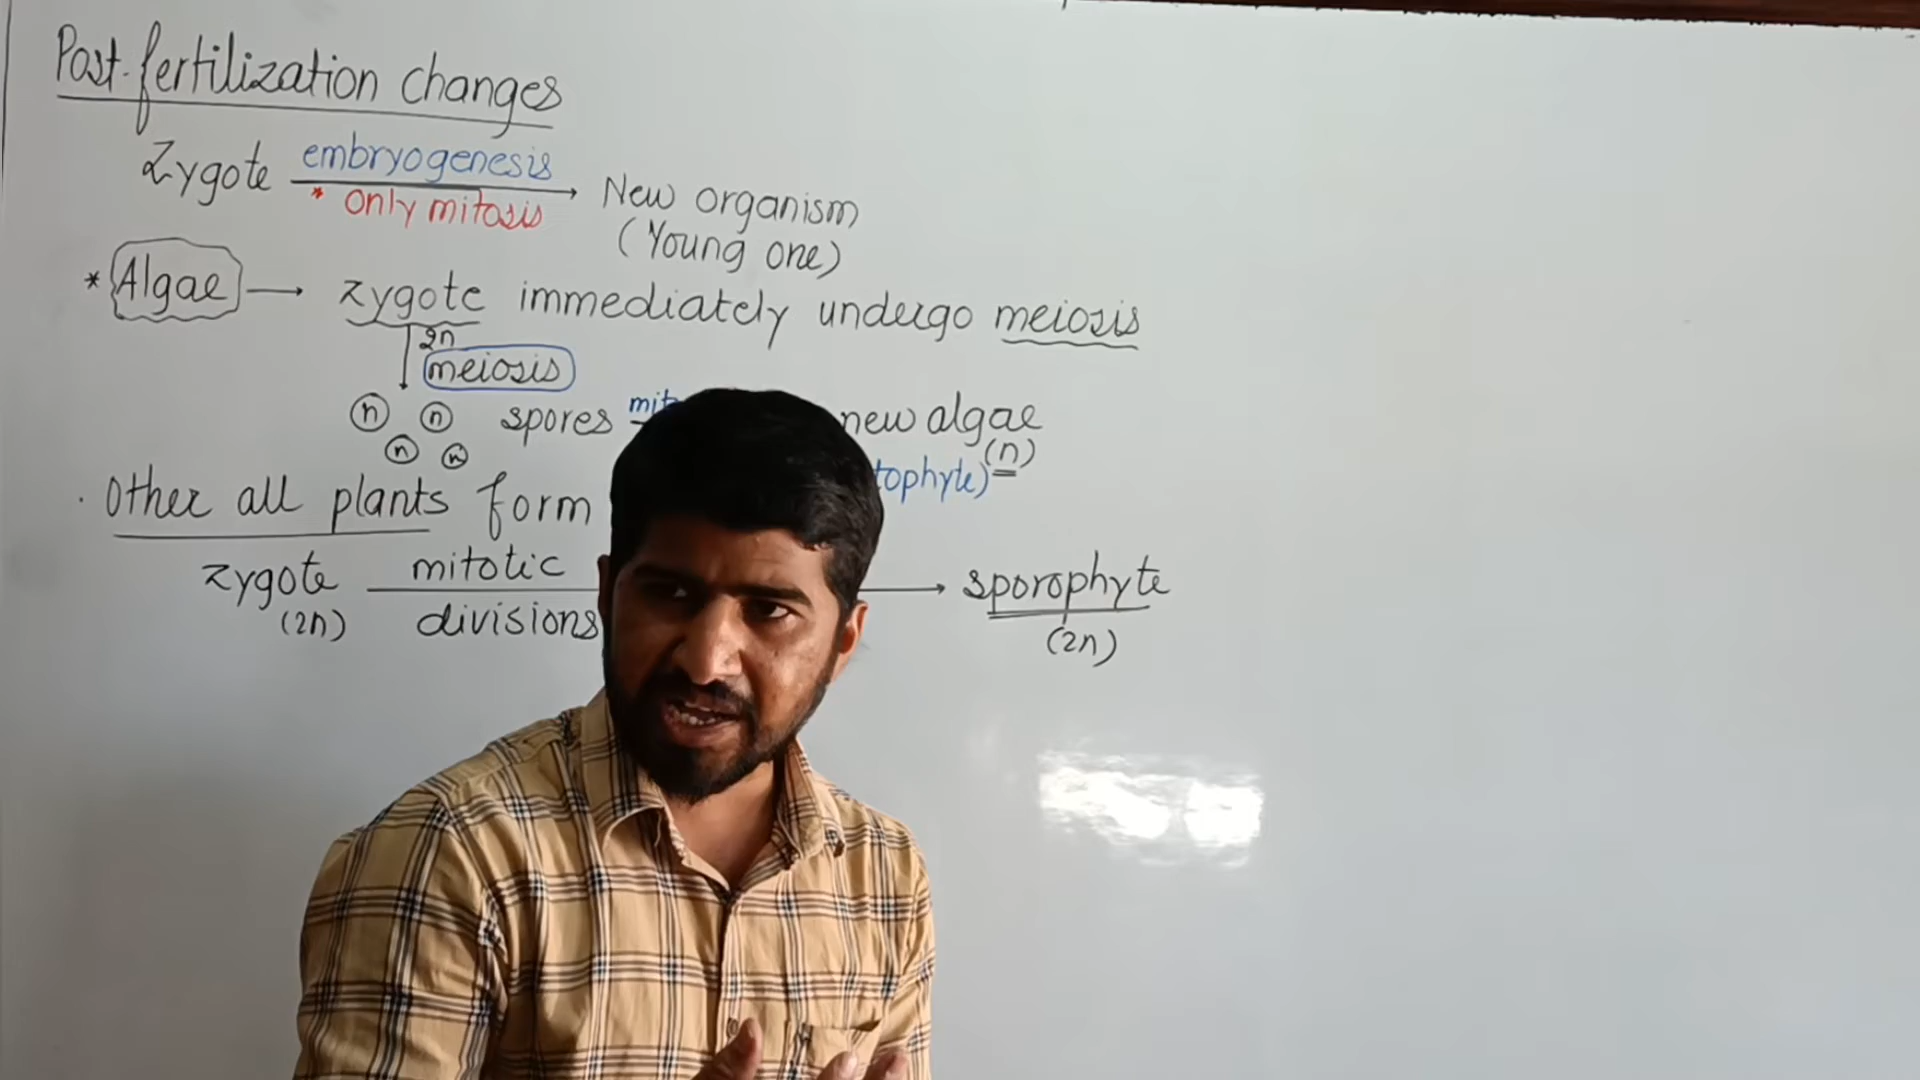 Post-fertilization changes
Zygote embryogenesis → New organism
* only mitosis
(Young one)
* Algae → zygote immediately undergo meiosis
2n
meiosis
n n spores new algae
n n (n)
· Other all plants form
zygote mitotic → sporophyte
(2n) divisions (2n)